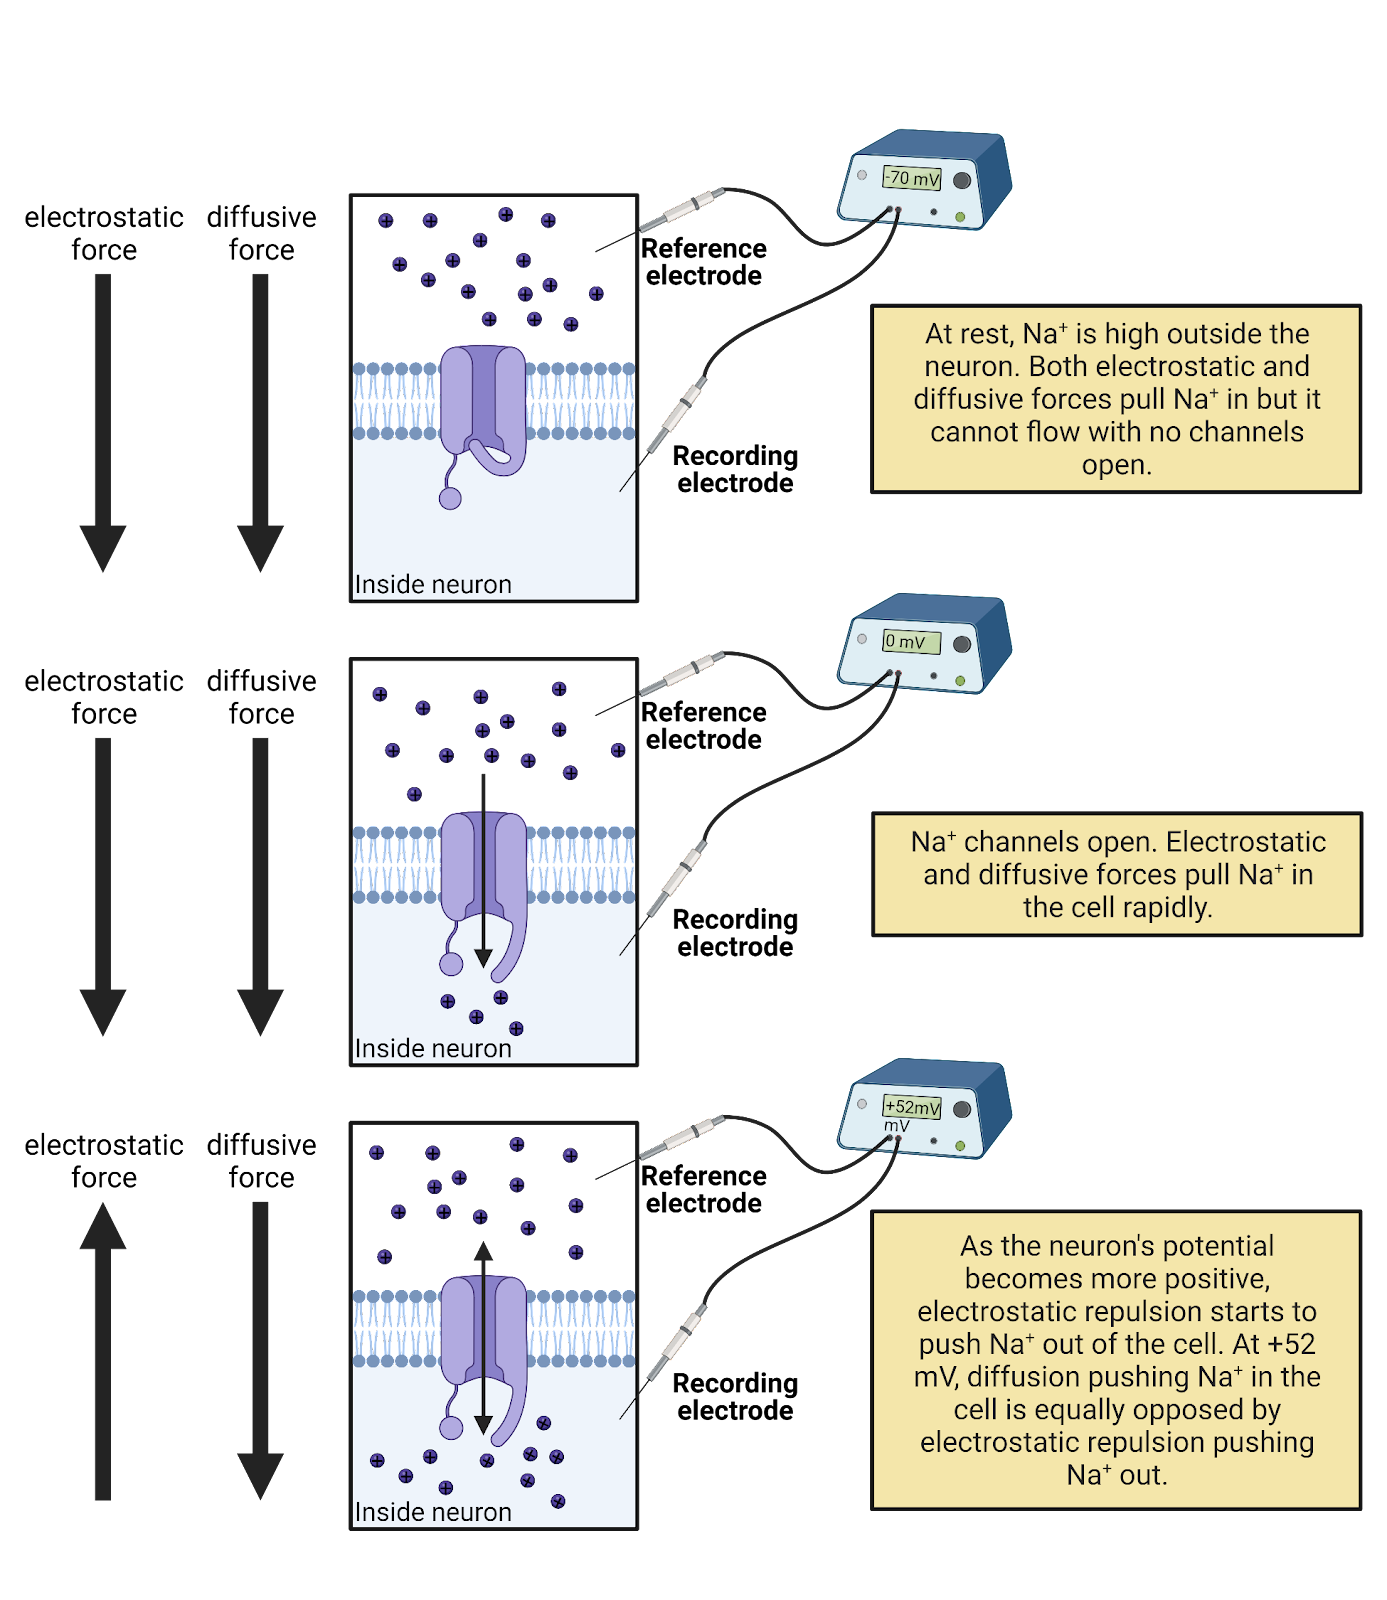 -70 mV
electrostatic force
diffusive force
Reference electrode
At rest, Na⁺ is high outside the
neuron. Both electrostatic and
diffusive forces pull Na⁺ in but it
cannot flow with no channels
open.
Recording electrode
Inside neuron
0 mV
electrostatic force
diffusive force
Reference electrode
Na⁺ channels open. Electrostatic
and diffusive forces pull Na⁺ in
the cell rapidly.
Recording electrode
Inside neuron
+52mV
mV
electrostatic force
diffusive force
Reference electrode
As the neuron's potential
becomes more positive,
electrostatic repulsion starts to
push Na⁺ out of the cell. At +52
mV, diffusion pushing Na⁺ in the
cell is equally opposed by
electrostatic repulsion pushing
Na⁺ out.
Recording electrode
Inside neuron